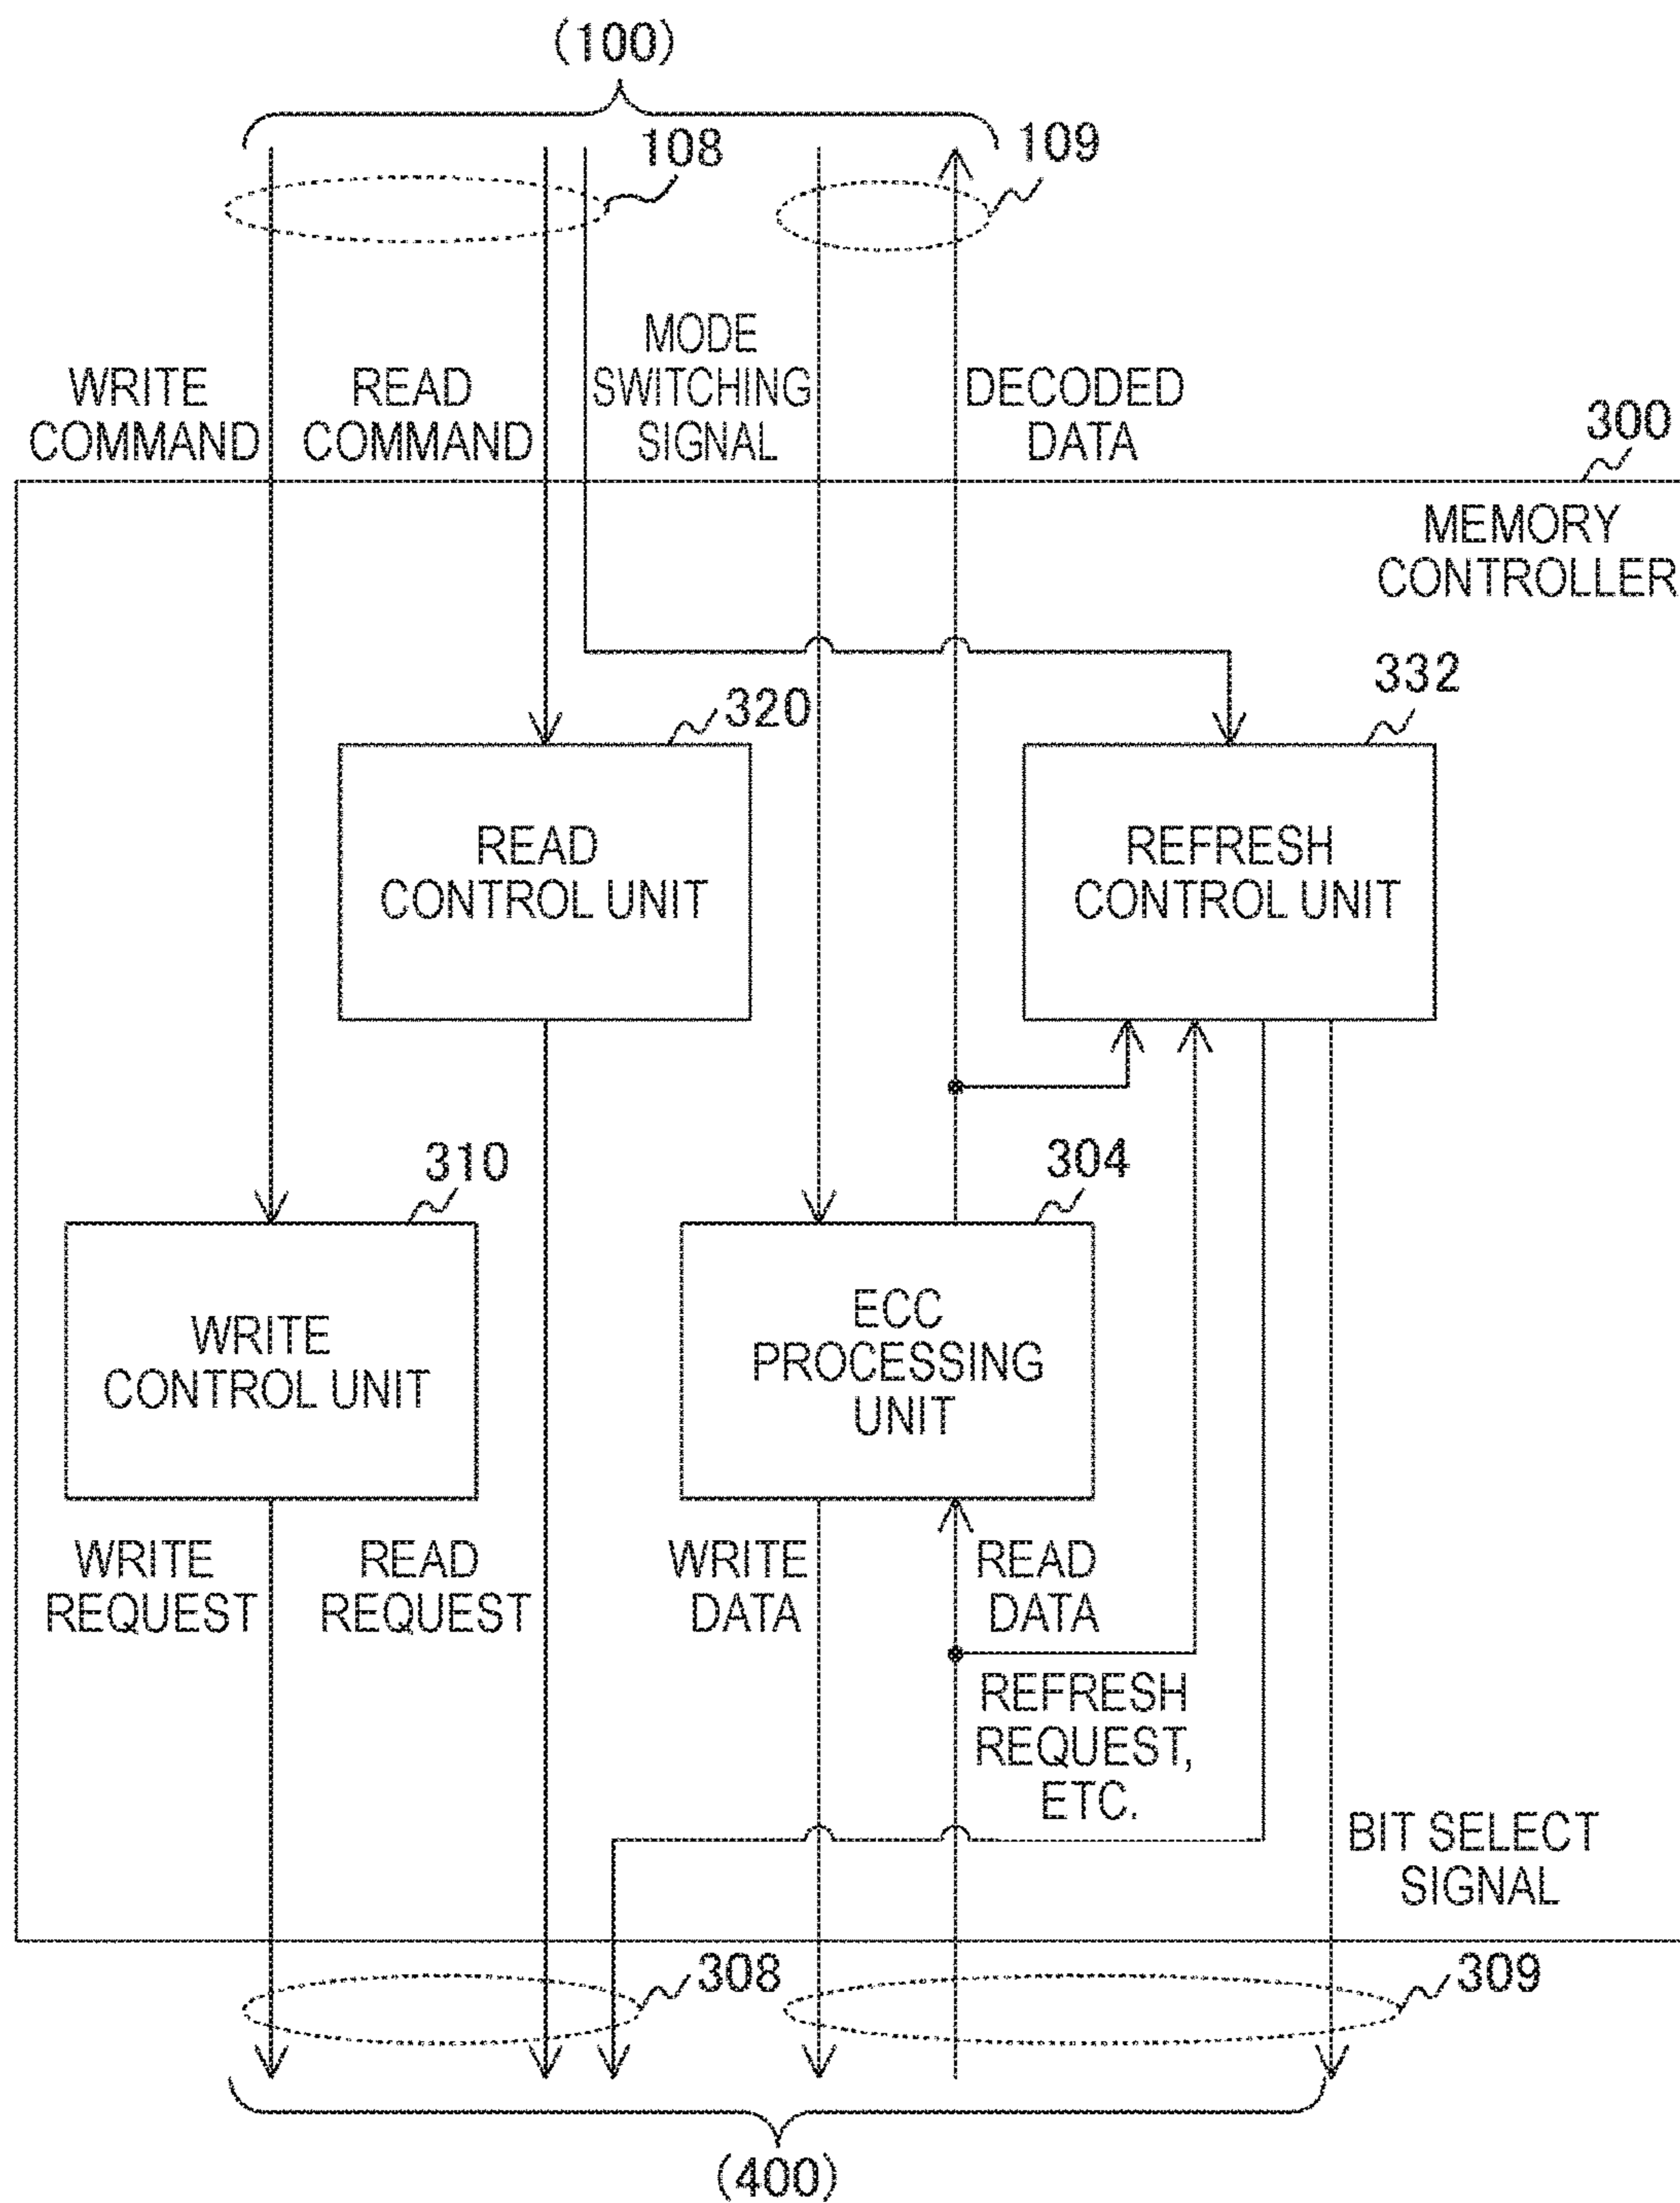 (100)
108
109
WRITE
COMMAND
READ
COMMAND
MODE
SWITCHING
SIGNAL
DECODED
DATA
300
MEMORY
CONTROLLER
320
332
READ
CONTROL UNIT
REFRESH
CONTROL UNIT
310
304
WRITE
CONTROL UNIT
ECC
PROCESSING
UNIT
WRITE
REQUEST
READ
REQUEST
WRITE
DATA
READ
DATA
REFRESH
REQUEST,
ETC.
BIT SELECT
SIGNAL
308
309
(400)